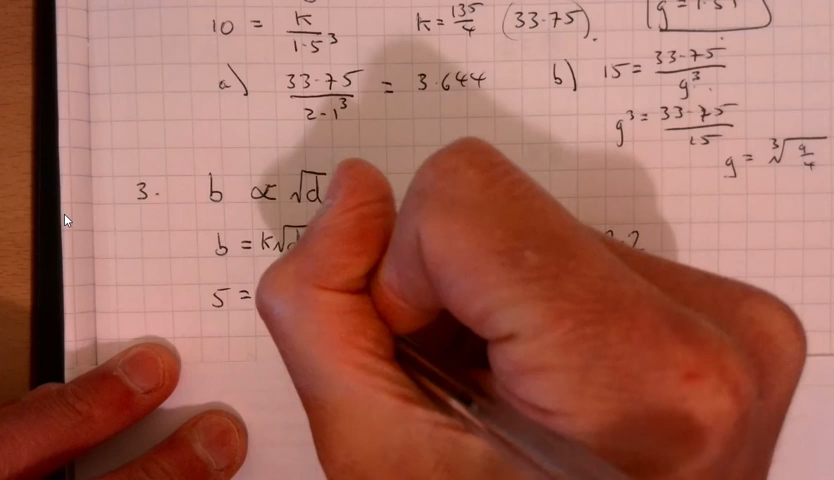 10 = K/1·5³ K = 135/4 (33·75). g = 1·31
a) 33·75/2·1³ = 3·644 b) 15 = 33·75/g³
g³ = 33·75/15
g = ∛9/4
3. b ∝ √d
b = K√d
5 =